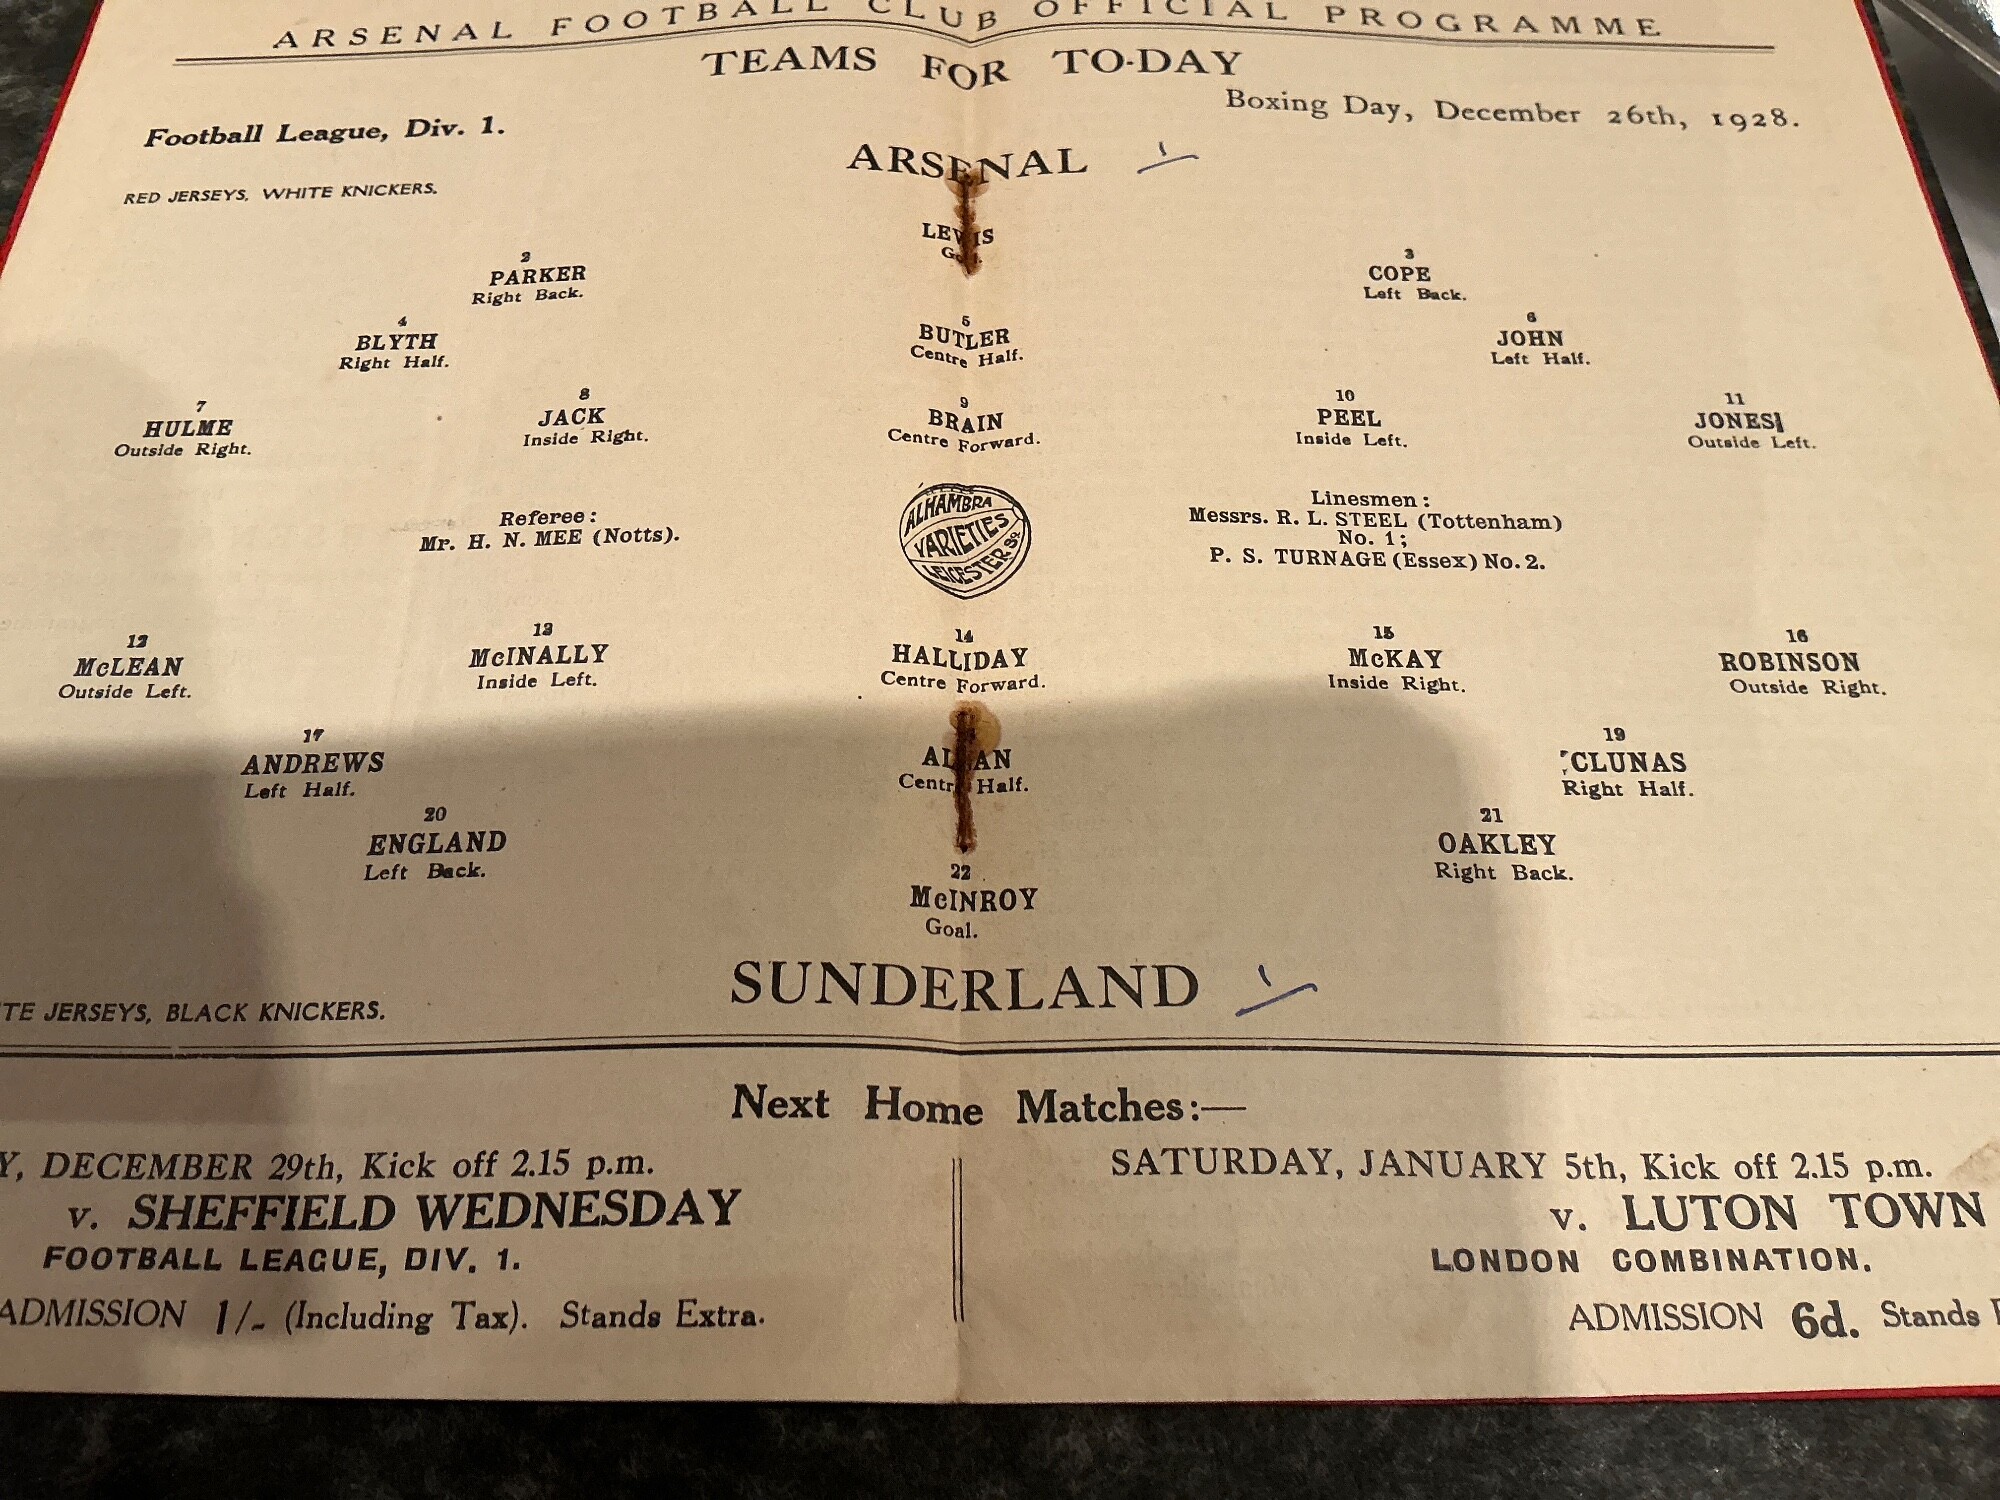 ARSENAL FOOTBALL CLUB OFFICIAL PROGRAMME
TEAMS FOR TO-DAY
Football League, Div. 1.
Boxing Day, December 26th, 1928.
ARSENAL
RED JERSEYS, WHITE KNICKERS.
LEWIS
Goal.
2 3
PARKER COPE
Right Back. Left Back.
4 5 6
BLYTH BUTLER JOHN
Right Half. Centre Half. Left Half.
7 8 9 10 11
HULME JACK BRAIN PEEL JONES
Outside Right. Inside Right. Centre Forward. Inside Left. Outside Left.
Referee:
Mr. H. N. MEE (Notts).
ALHAMBRA
VARIETIES
LEICESTER Sq
Linesmen:
Messrs. R. L. STEEL (Tottenham)
No. 1;
P. S. TURNAGE (Essex) No. 2.
12 13 14 15 16
McLEAN McINALLY HALLIDAY McKAY ROBINSON
Outside Left. Inside Left. Centre Forward. Inside Right. Outside Right.
17 19
ANDREWS ALLAN CLUNAS
Left Half. Centre Half. Right Half.
20 21
ENGLAND OAKLEY
Left Back. Right Back.
22
McINROY
Goal.
SUNDERLAND
TE JERSEYS, BLACK KNICKERS.
Next Home Matches:—
Y, DECEMBER 29th, Kick off 2.15 p.m.
v. SHEFFIELD WEDNESDAY
FOOTBALL LEAGUE, DIV. 1.
ADMISSION 1/- (Including Tax). Stands Extra.
SATURDAY, JANUARY 5th, Kick off 2.15 p.m.
v. LUTON TOWN
LONDON COMBINATION.
ADMISSION 6d. Stands